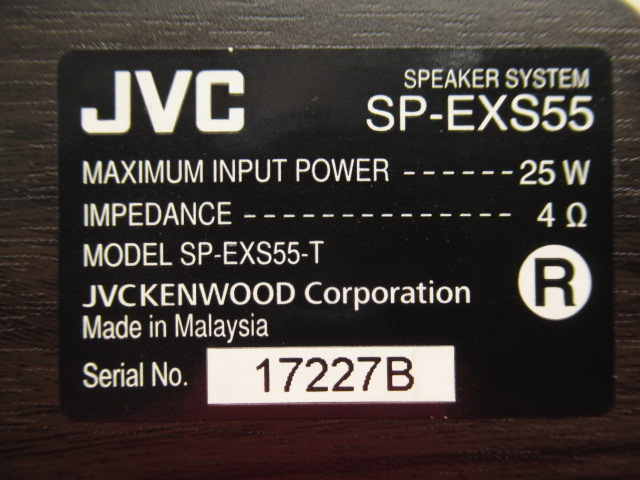 JVC
SPEAKER SYSTEM
SP-EXS55
MAXIMUM INPUT POWER ------ 25 W
IMPEDANCE --------------- 4 Ω
MODEL SP-EXS55-T
R
JVCKENWOOD Corporation
Made in Malaysia
Serial No. 17227B